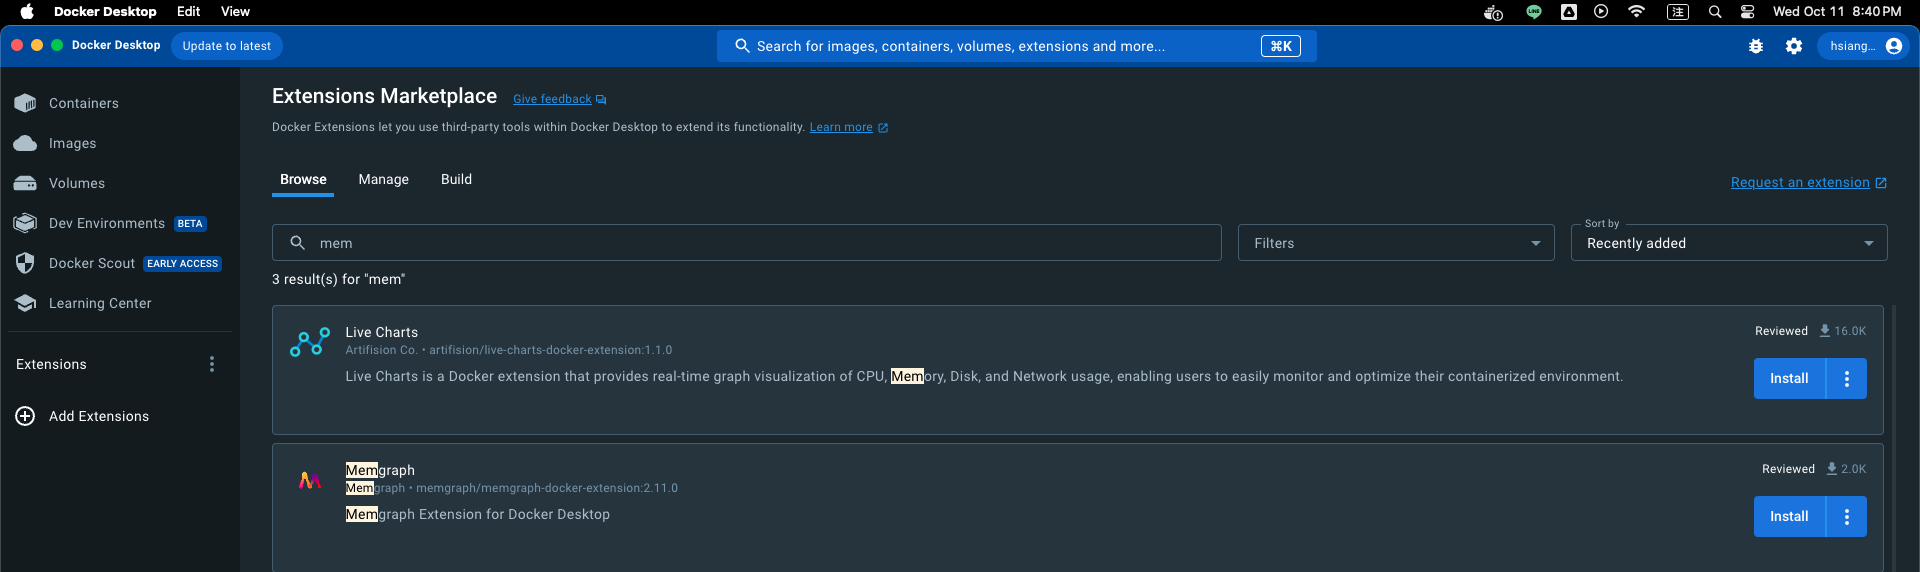 Docker Desktop Edit View
LINE 注 Wed Oct 11 8:40 PM
Docker Desktop Update to latest
Search for images, containers, volumes, extensions and more... ⌘K
hsiang...
Containers
Images
Volumes
Dev Environments BETA
Docker Scout EARLY ACCESS
Learning Center
Extensions
Add Extensions
Extensions Marketplace Give feedback
Docker Extensions let you use third-party tools within Docker Desktop to extend its functionality. Learn more
Browse Manage Build
Request an extension
mem
Filters
Sort by
Recently added
3 result(s) for "mem"
Live Charts
Artifision Co. • artifision/live-charts-docker-extension:1.1.0
Live Charts is a Docker extension that provides real-time graph visualization of CPU, Memory, Disk, and Network usage, enabling users to easily monitor and optimize their containerized environment.
Reviewed 16.0K
Install
Memgraph
Memgraph • memgraph/memgraph-docker-extension:2.11.0
Memgraph Extension for Docker Desktop
Reviewed 2.0K
Install